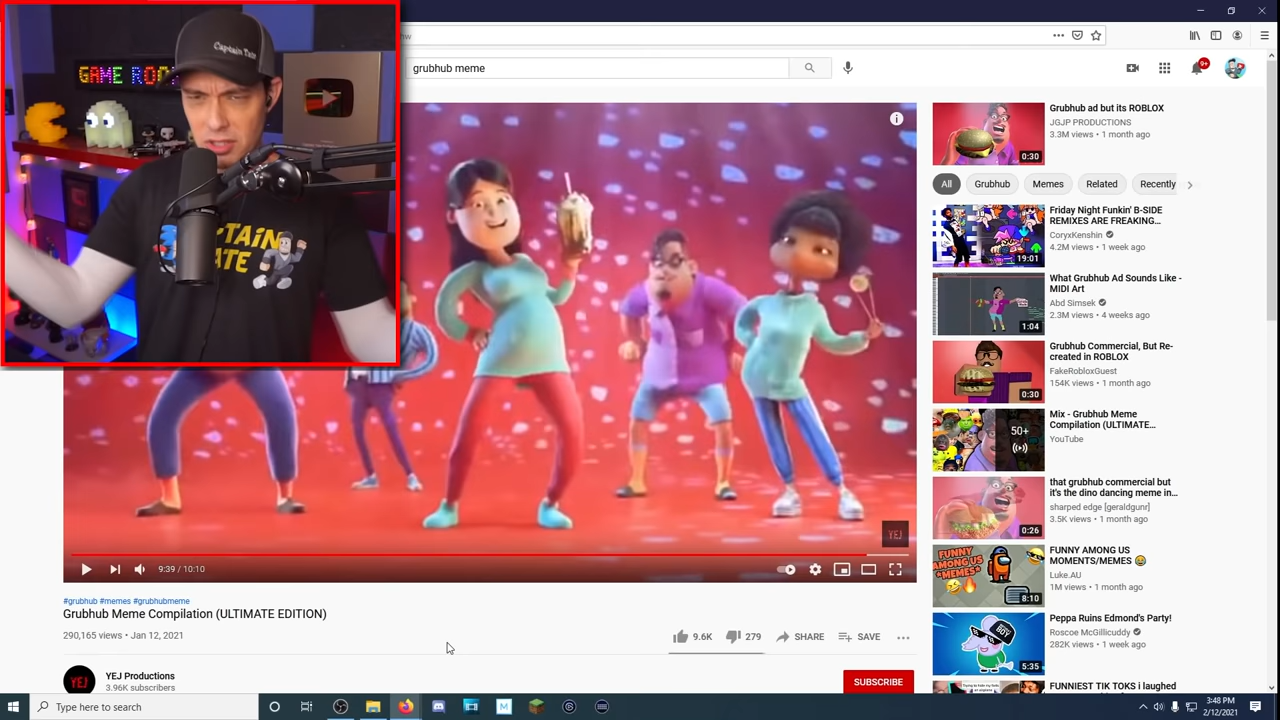 grubhub meme
9+
Captain Tate
GAME RO
TAIN
ATE
YEJ
9:39 / 10:10
#grubhub #memes #grubhubmeme
Grubhub Meme Compilation (ULTIMATE EDITION)
290,165 views • Jan 12, 2021
9.6K
279
SHARE
SAVE
YEJ
YEJ Productions
3.96K subscribers
SUBSCRIBE
Grubhub ad but its ROBLOX
JGJP PRODUCTIONS
3.3M views • 1 month ago
0:30
All
Grubhub
Memes
Related
Recently
Friday Night Funkin' B-SIDE
REMIXES ARE FREAKING...
CoryxKenshin
4.2M views • 1 week ago
19:01
What Grubhub Ad Sounds Like -
MIDI Art
Abd Simsek
2.3M views • 4 weeks ago
1:04
Grubhub Commercial, But Re-
created in ROBLOX
FakeRobloxGuest
154K views • 1 month ago
0:30
Mix - Grubhub Meme
Compilation (ULTIMATE...
YouTube
50+
that grubhub commercial but
it's the dino dancing meme in...
sharped edge [geraldgunr]
3.5K views • 1 month ago
0:26
FUNNY AMONG US
MOMENTS/MEMES 😂
Luke.AU
1M views • 1 month ago
FUNNY
AMONG US
*MEMES*
8:10
Peppa Ruins Edmond's Party!
Roscoe McGillicuddy
282K views • 1 week ago
5:35
FUNNIEST TIK TOKS i laughed
Type here to search
3:48 PM
2/12/2021